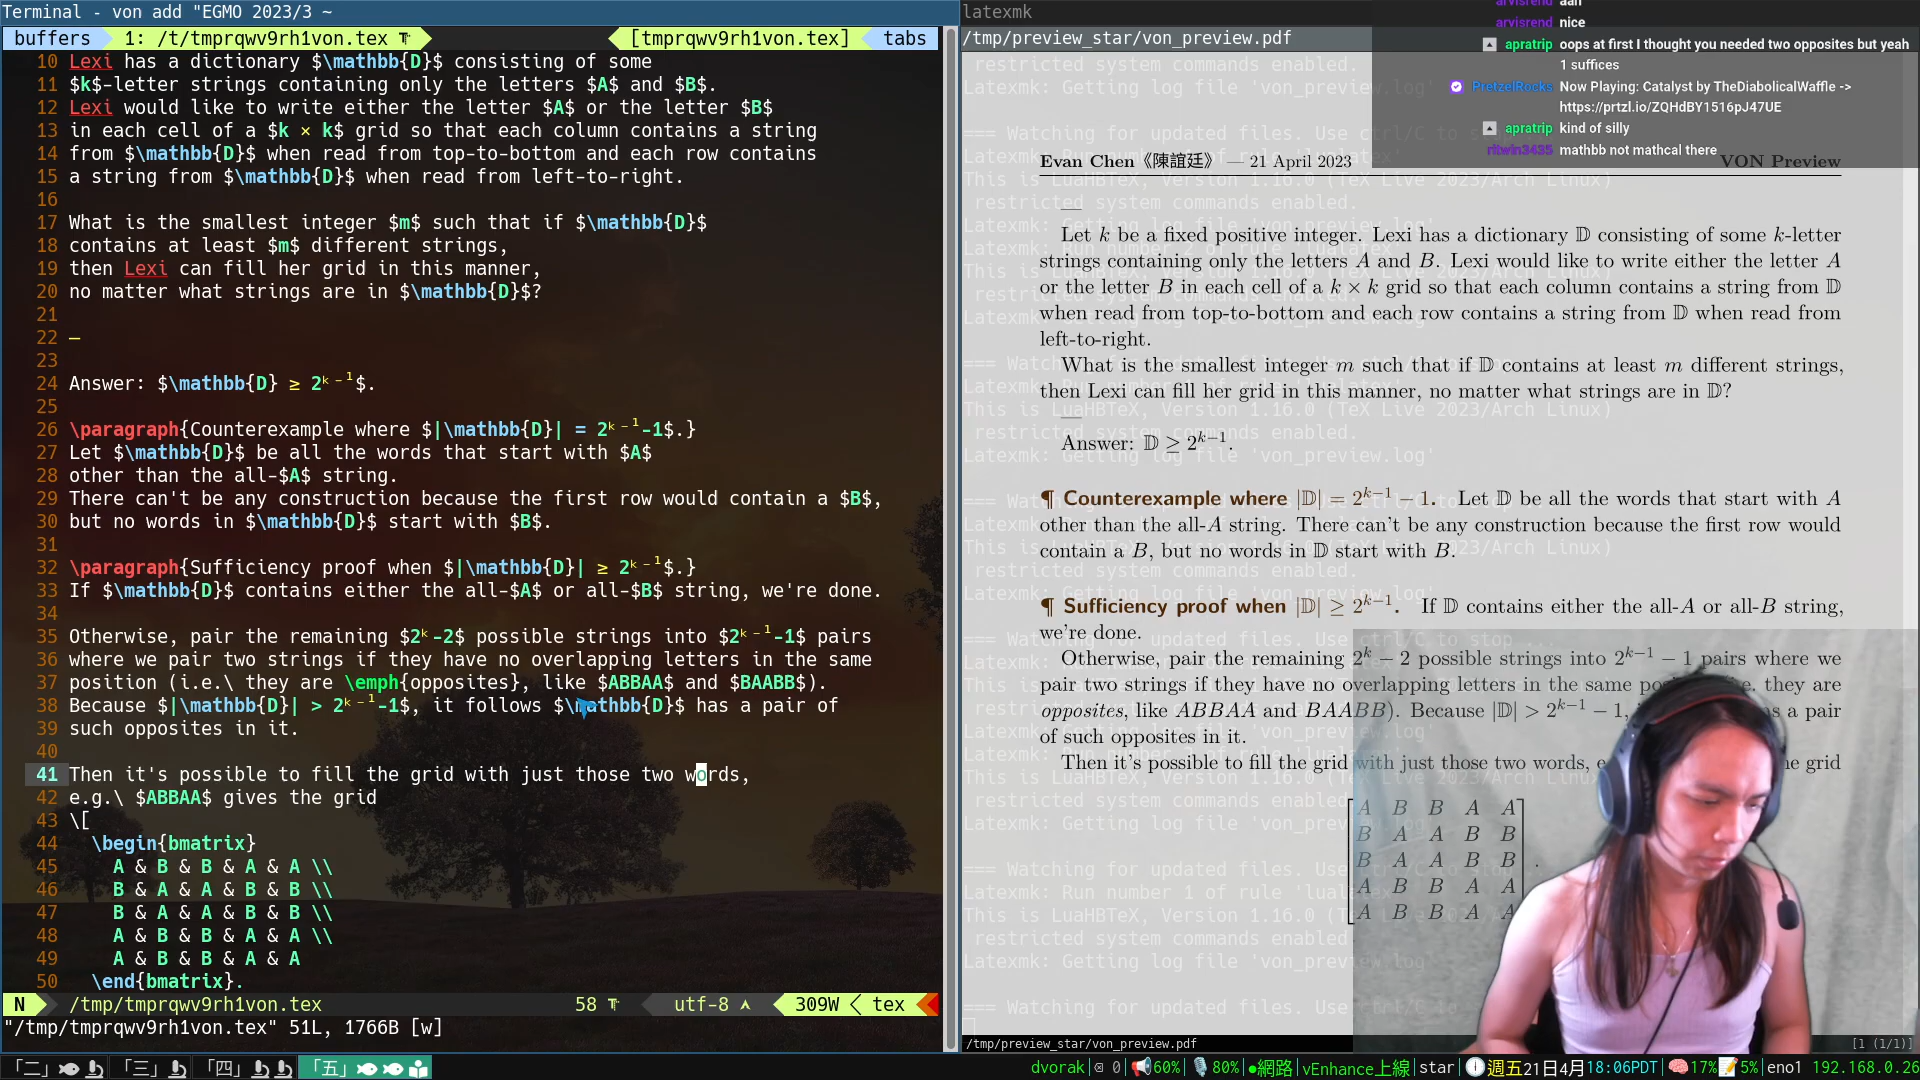 Terminal - von add "EGMO 2023/3 ~
buffers 1: /t/tmprqwv9rh1von.tex [tmprqwv9rh1von.tex] tabs
10 Lexi has a dictionary $\mathbb{D}$ consisting of some
11 $k$-letter strings containing only the letters $A$ and $B$.
12 Lexi would like to write either the letter $A$ or the letter $B$
13 in each cell of a $k × k$ grid so that each column contains a string
14 from $\mathbb{D}$ when read from top-to-bottom and each row contains
15 a string from $\mathbb{D}$ when read from left-to-right.
16
17 What is the smallest integer $m$ such that if $\mathbb{D}$
18 contains at least $m$ different strings,
19 then Lexi can fill her grid in this manner,
20 no matter what strings are in $\mathbb{D}$?
21
22 —
23
24 Answer: $\mathbb{D} ≥ 2ᵏ⁻¹$.
25
26 \paragraph{Counterexample where $|\mathbb{D}| = 2ᵏ⁻¹-1$.}
27 Let $\mathbb{D}$ be all the words that start with $A$
28 other than the all-$A$ string.
29 There can't be any construction because the first row would contain a $B$,
30 but no words in $\mathbb{D}$ start with $B$.
31
32 \paragraph{Sufficiency proof when $|\mathbb{D}| ≥ 2ᵏ⁻¹$.}
33 If $\mathbb{D}$ contains either the all-$A$ or all-$B$ string, we're done.
34
35 Otherwise, pair the remaining $2ᵏ-2$ possible strings into $2ᵏ⁻¹-1$ pairs
36 where we pair two strings if they have no overlapping letters in the same
37 position (i.e.\ they are \emph{opposites}, like $ABBAA$ and $BAABB$).
38 Because $|\mathbb{D}| > 2ᵏ⁻¹-1$, it follows $\mathbb{D}$ has a pair of
39 such opposites in it.
40
41 Then it's possible to fill the grid with just those two words,
42 e.g.\ $ABBAA$ gives the grid
43 \[
44 \begin{bmatrix}
45 A & B & B & A & A \\
46 B & A & A & B & B \\
47 B & A & A & B & B \\
48 A & B & B & A & A \\
49 A & B & B & A & A
50 \end{bmatrix}.
N /tmp/tmprqwv9rh1von.tex 58 utf-8 309W tex
"/tmp/tmprqwv9rh1von.tex" 51L, 1766B [w]
latexmk
/tmp/preview_star/von_preview.pdf
nice
apratrip oops at first I thought you needed two opposites but yeah
1 suffices
PretzelRocks Now Playing: Catalyst by TheDiabolicalWaffle ->
https://prtzl.io/ZQHdBY1516pJ47UE
apratrip kind of silly
ritwin3435 mathbb not mathcal there
Evan Chen《陳誼廷》 — 21 April 2023 VON Preview
—
Let k be a fixed positive integer. Lexi has a dictionary 𝔻 consisting of some k-letter
strings containing only the letters A and B. Lexi would like to write either the letter A
or the letter B in each cell of a k × k grid so that each column contains a string from 𝔻
when read from top-to-bottom and each row contains a string from 𝔻 when read from
left-to-right.
What is the smallest integer m such that if 𝔻 contains at least m different strings,
then Lexi can fill her grid in this manner, no matter what strings are in 𝔻?
—
Answer: 𝔻 ≥ 2ᵏ⁻¹.
¶ Counterexample where |𝔻| = 2ᵏ⁻¹ − 1. Let 𝔻 be all the words that start with A
other than the all-A string. There can't be any construction because the first row would
contain a B, but no words in 𝔻 start with B.
¶ Sufficiency proof when |𝔻| ≥ 2ᵏ⁻¹. If 𝔻 contains either the all-A or all-B string,
we're done.
Otherwise, pair the remaining 2ᵏ − 2 possible strings into 2ᵏ⁻¹ − 1 pairs where we
pair two strings if they have no overlapping letters in the same i.e. they are
opposites, like ABBAA and BAABB). Because |𝔻| > 2ᵏ⁻¹ − 1, a pair
of such opposites in it.
Then it's possible to fill the grid with just those two words, grid
A B B A A
B A A B B
B A A B B
A B B A A
A B B A A
/tmp/preview_star/von_preview.pdf [1 (1/1)]
「二」 「三」 「四」 「五」 dvorak 0 60% 80% 網路 vEnhance上線 star 週五21日4月18:06PDT 17% 5% eno1 192.168.0.26